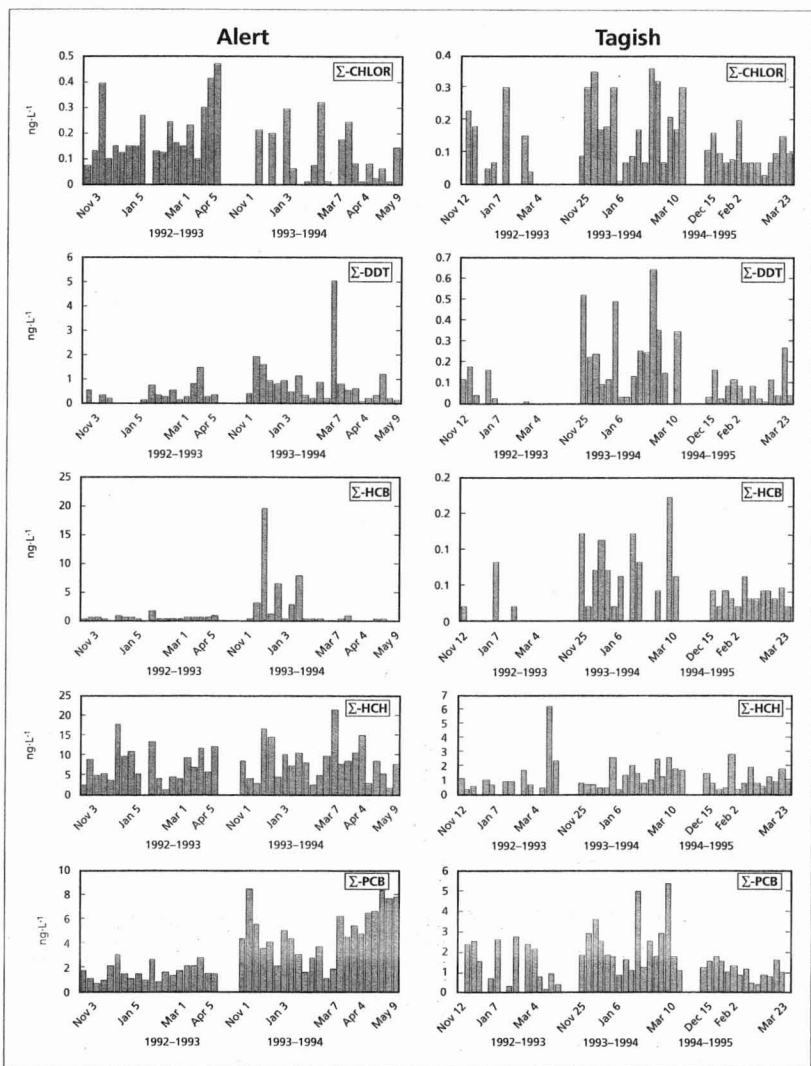 Alert
Tagish
ng·L-1
0.5
0.4
0.3
0.2
0.1
0
Σ-CHLOR
Nov 3
Jan 5
Mar 1
Apr 5
Nov 1
Jan 3
Mar 7
Apr 4
May 9
1992–1993
1993–1994
0.4
0.3
0.2
0.1
0
Σ-CHLOR
Nov 12
Jan 7
Mar 4
Nov 25
Jan 6
Mar 10
Dec 15
Feb 2
Mar 23
1992–1993
1993–1994
1994–1995
ng·L-1
6
5
4
3
2
1
0
Σ-DDT
Nov 3
Jan 5
Mar 1
Apr 5
Nov 1
Jan 3
Mar 7
Apr 4
May 9
1992–1993
1993–1994
0.7
0.6
0.5
0.4
0.3
0.2
0.1
0
Σ-DDT
Nov 12
Jan 7
Mar 4
Nov 25
Jan 6
Mar 10
Dec 15
Feb 2
Mar 23
1992–1993
1993–1994
1994–1995
ng·L-1
25
20
15
10
5
0
Σ-HCB
Nov 3
Jan 5
Mar 1
Apr 5
Nov 1
Jan 3
Mar 7
Apr 4
May 9
1992–1993
1993–1994
0.2
0.2
0.1
0.1
0
Σ-HCB
Nov 12
Jan 7
Mar 4
Nov 25
Jan 6
Mar 10
Dec 15
Feb 2
Mar 23
1992–1993
1993–1994
1994–1995
ng·L-1
25
20
15
10
5
0
Σ-HCH
Nov 3
Jan 5
Mar 1
Apr 5
Nov 1
Jan 3
Mar 7
Apr 4
May 9
1992–1993
1993–1994
7
6
5
4
3
2
1
0
Σ-HCH
Nov 12
Jan 7
Mar 4
Nov 25
Jan 6
Mar 10
Dec 15
Feb 2
Mar 23
1992–1993
1993–1994
1994–1995
ng·L-1
10
8
6
4
2
0
Σ-PCB
Nov 3
Jan 5
Mar 1
Apr 5
Nov 1
Jan 3
Mar 7
Apr 4
May 9
1992–1993
1993–1994
6
5
4
3
2
1
0
Σ-PCB
Nov 12
Jan 7
Mar 4
Nov 25
Jan 6
Mar 10
Dec 15
Feb 2
Mar 23
1992–1993
1993–1994
1994–1995